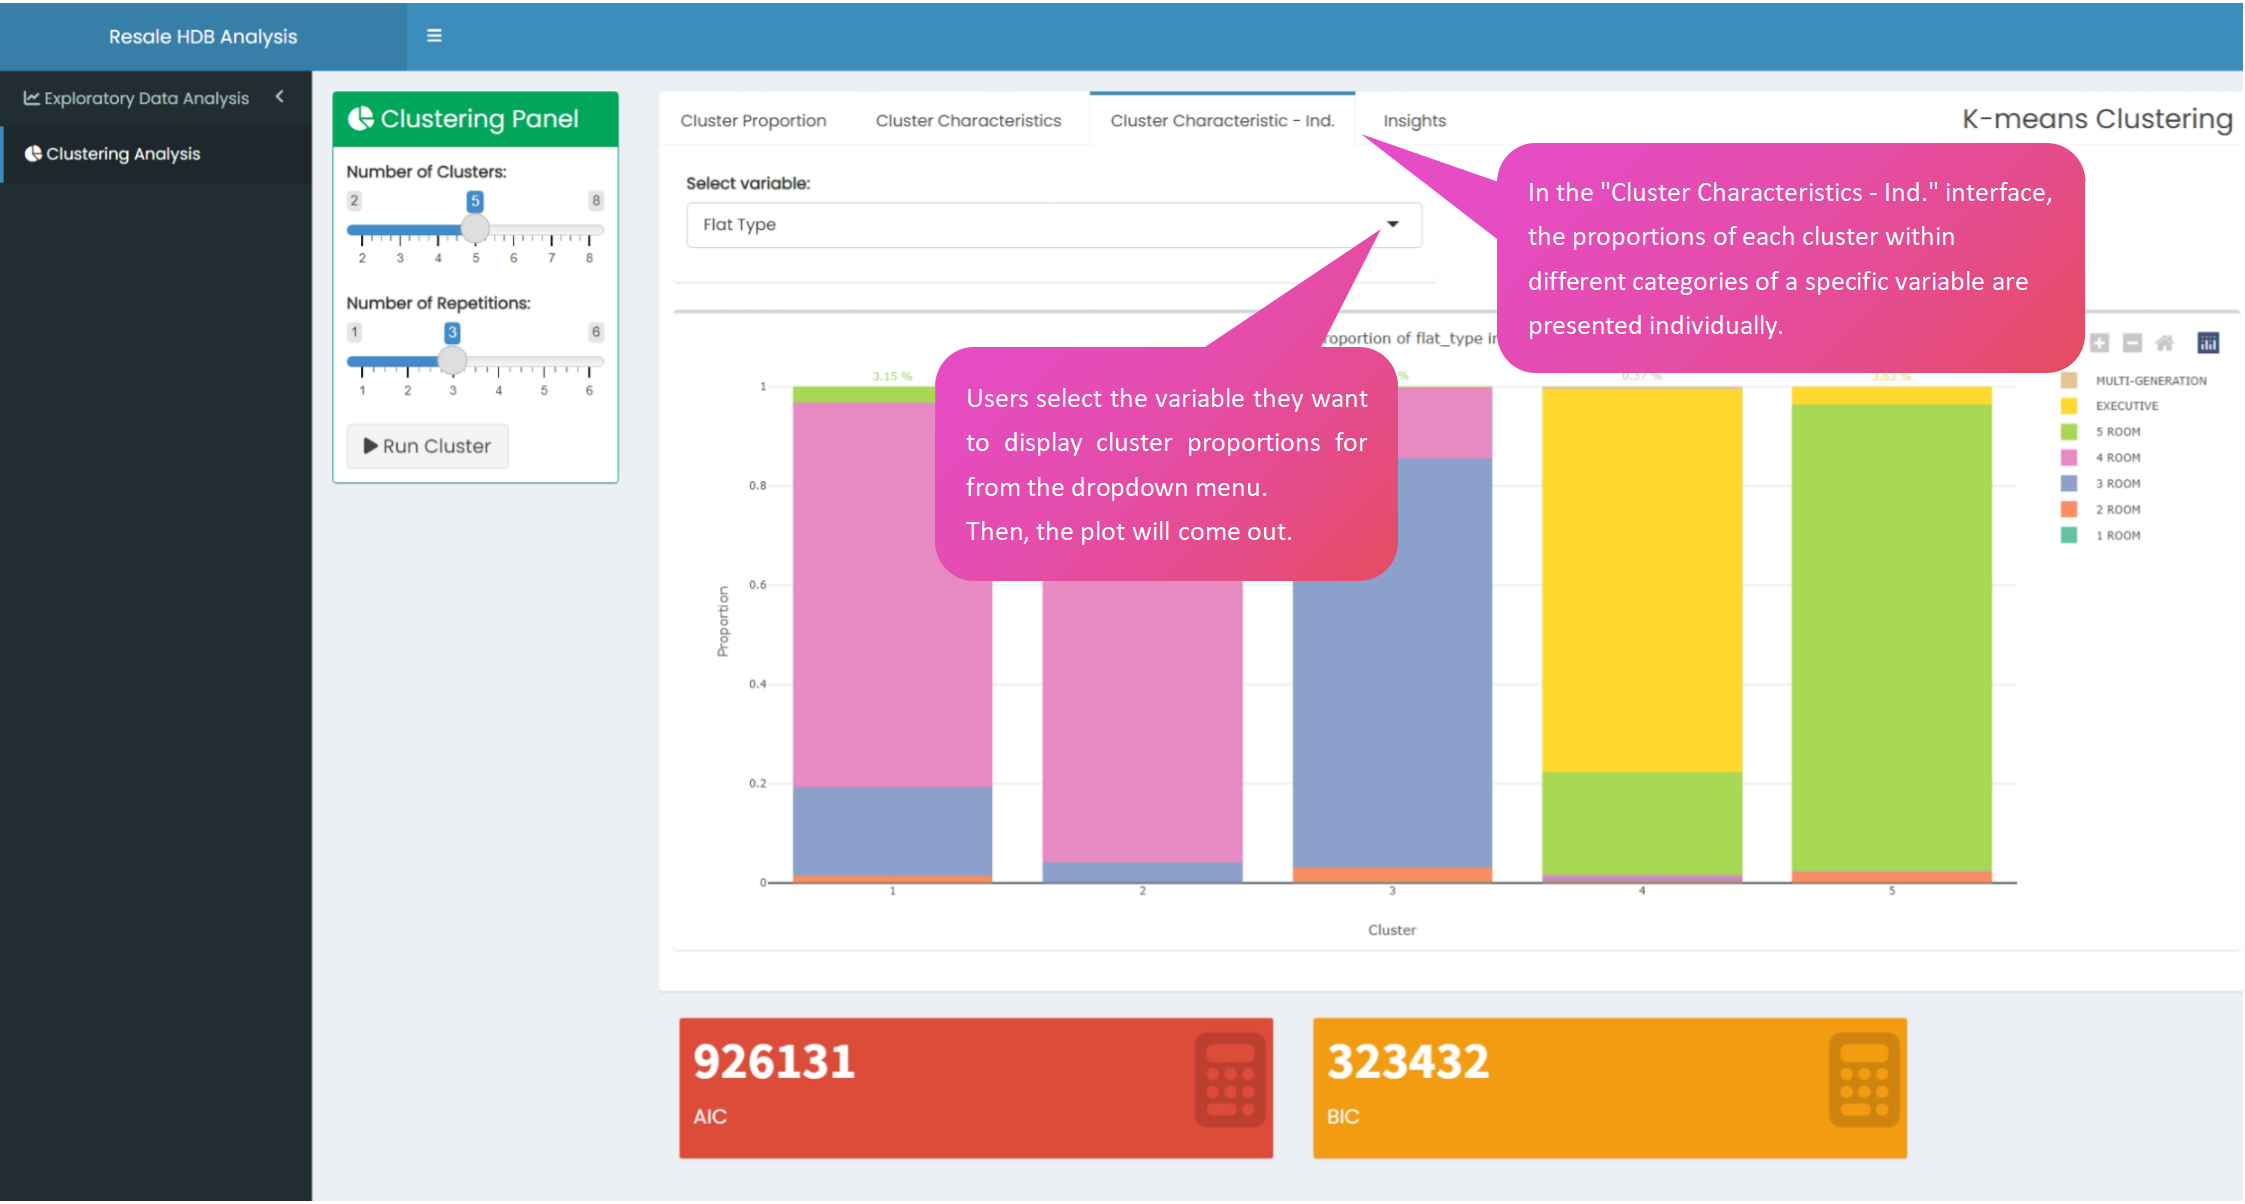 Resale HDB Analysis
Exploratory Data Analysis
Clustering Analysis
Clustering Panel
Number of Clusters:
2 5 8
2 3 4 5 6 7 8
Number of Repetitions:
1 3 6
1 2 3 4 5 6
Run Cluster
Cluster Proportion Cluster Characteristics Cluster Characteristic - Ind. Insights
K-means Clustering
Select variable:
Flat Type
In the "Cluster Characteristics - Ind." interface,
the proportions of each cluster within
different categories of a specific variable are
presented individually.
Users select the variable they want
to display cluster proportions for
from the dropdown menu.
Then, the plot will come out.
of flat_type
3.15 %
%
0.37 %
3.63 %
MULTI-GENERATION
EXECUTIVE
5 ROOM
4 ROOM
3 ROOM
2 ROOM
1 ROOM
Proportion
1
0.8
0.6
0.4
0.2
0
1 2 3 4 5
Cluster
926131
AIC
323432
BIC